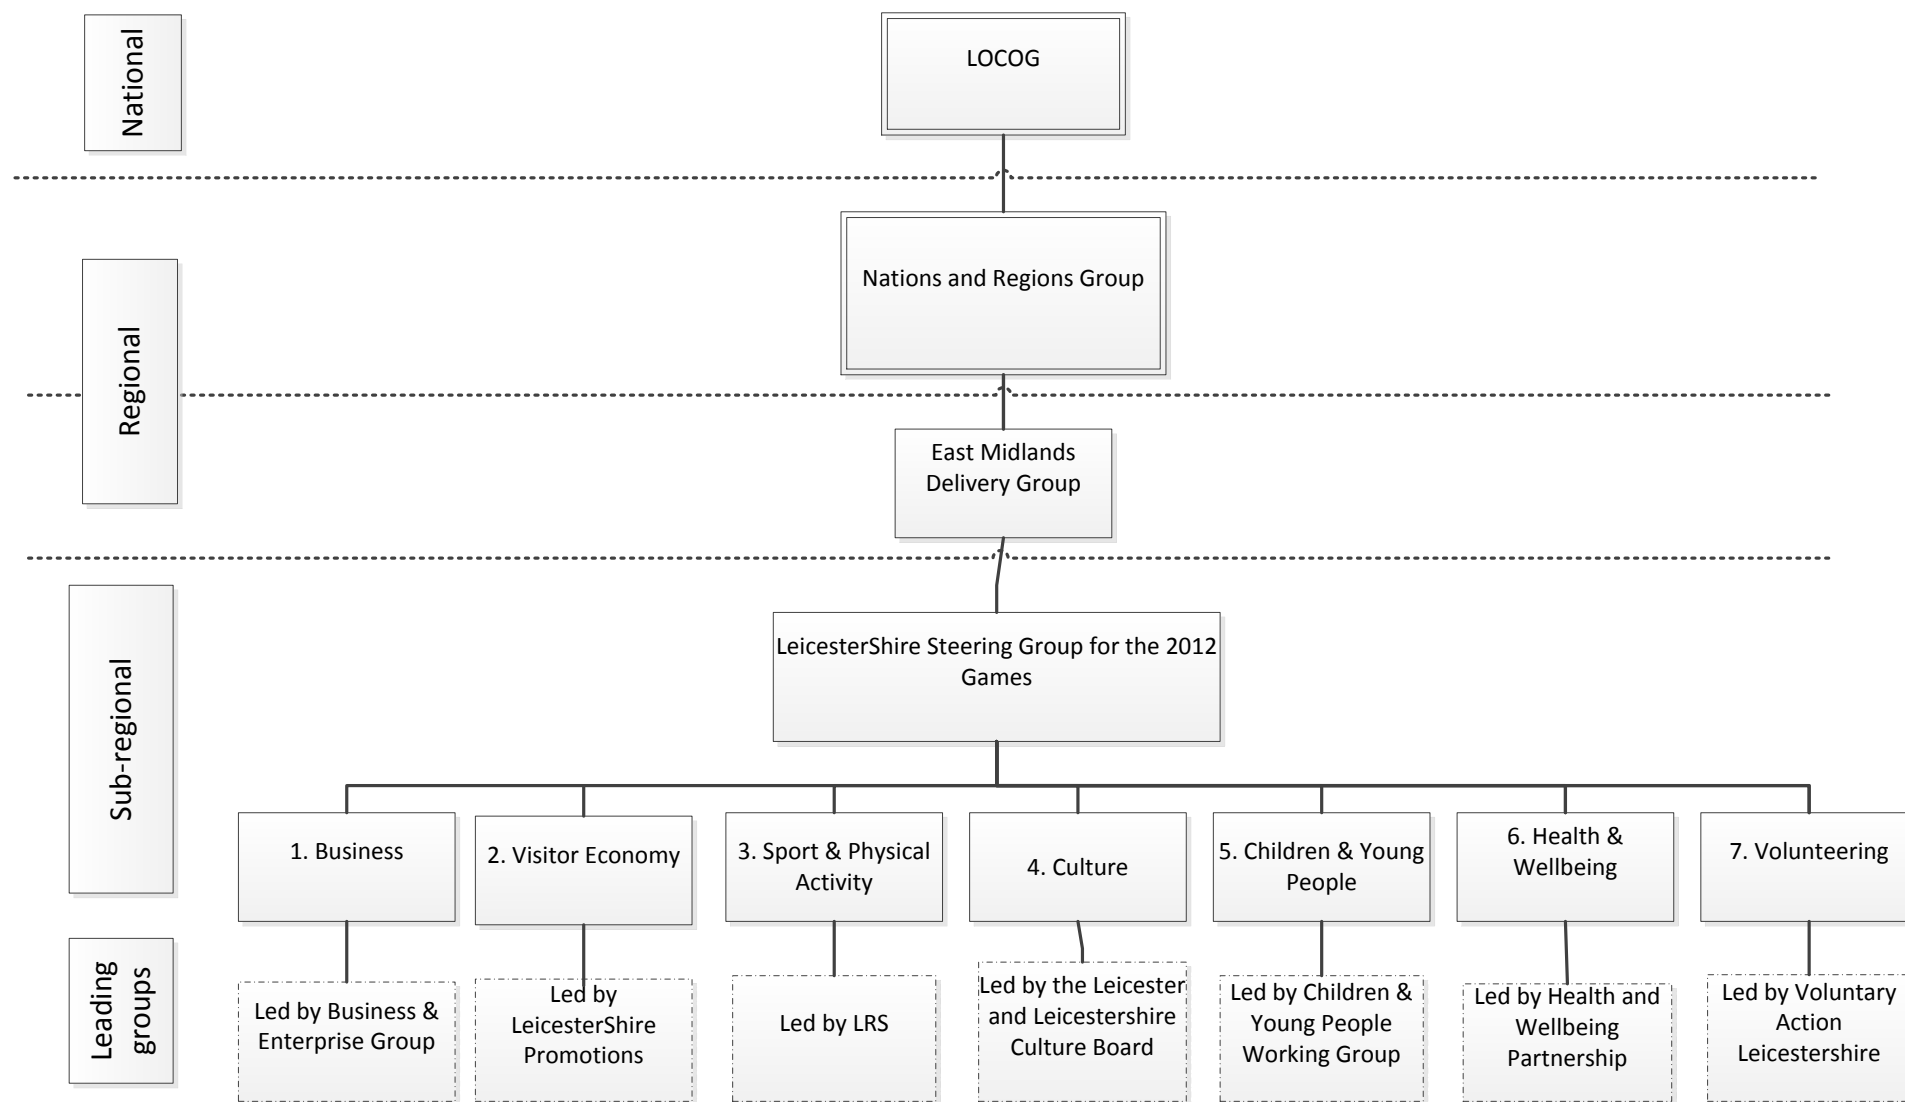 National
LOCOG
Regional
Nations and Regions Group
East Midlands
Delivery Group
Sub-regional
LeicesterShire Steering Group for the 2012
Games
1. Business
2. Visitor Economy
3. Sport & Physical
Activity
4. Culture
5. Children & Young
People
6. Health &
Wellbeing
7. Volunteering
Leading
groups
Led by Business &
Enterprise Group
Led by
LeicesterShire
Promotions
Led by LRS
Led by the Leicester
and Leicestershire
Culture Board
Led by Children &
Young People
Working Group
Led by Health and
Wellbeing
Partnership
Led by Voluntary
Action
Leicestershire